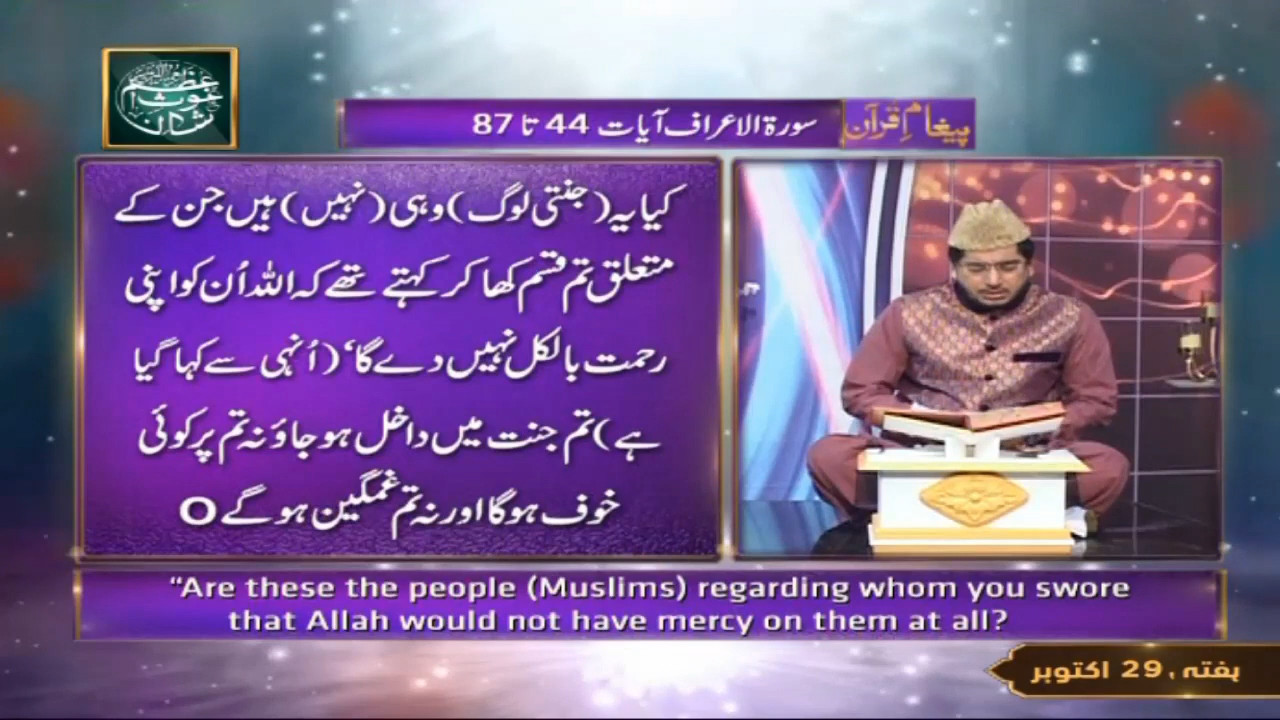 شان
غوث اعظم
پیغامِ قرآن
سورۃ الاعراف آیات 44 تا 87
کیا یہ (جنتی لوگ) وہی (نہیں) ہیں جن کے
متعلق تم قسم کھا کر کہتے تھے کہ اللہ اُن کو اپنی
رحمت بالکل نہیں دے گا‘ (اُنہی سے کہا گیا
ہے) تم جنت میں داخل ہو جاؤ نہ تم پر کوئی
خوف ہوگا اور نہ تم غمگین ہو گے O
“Are these the people (Muslims) regarding whom you swore
that Allah would not have mercy on them at all?
ہفتہ ، 29 اکتوبر